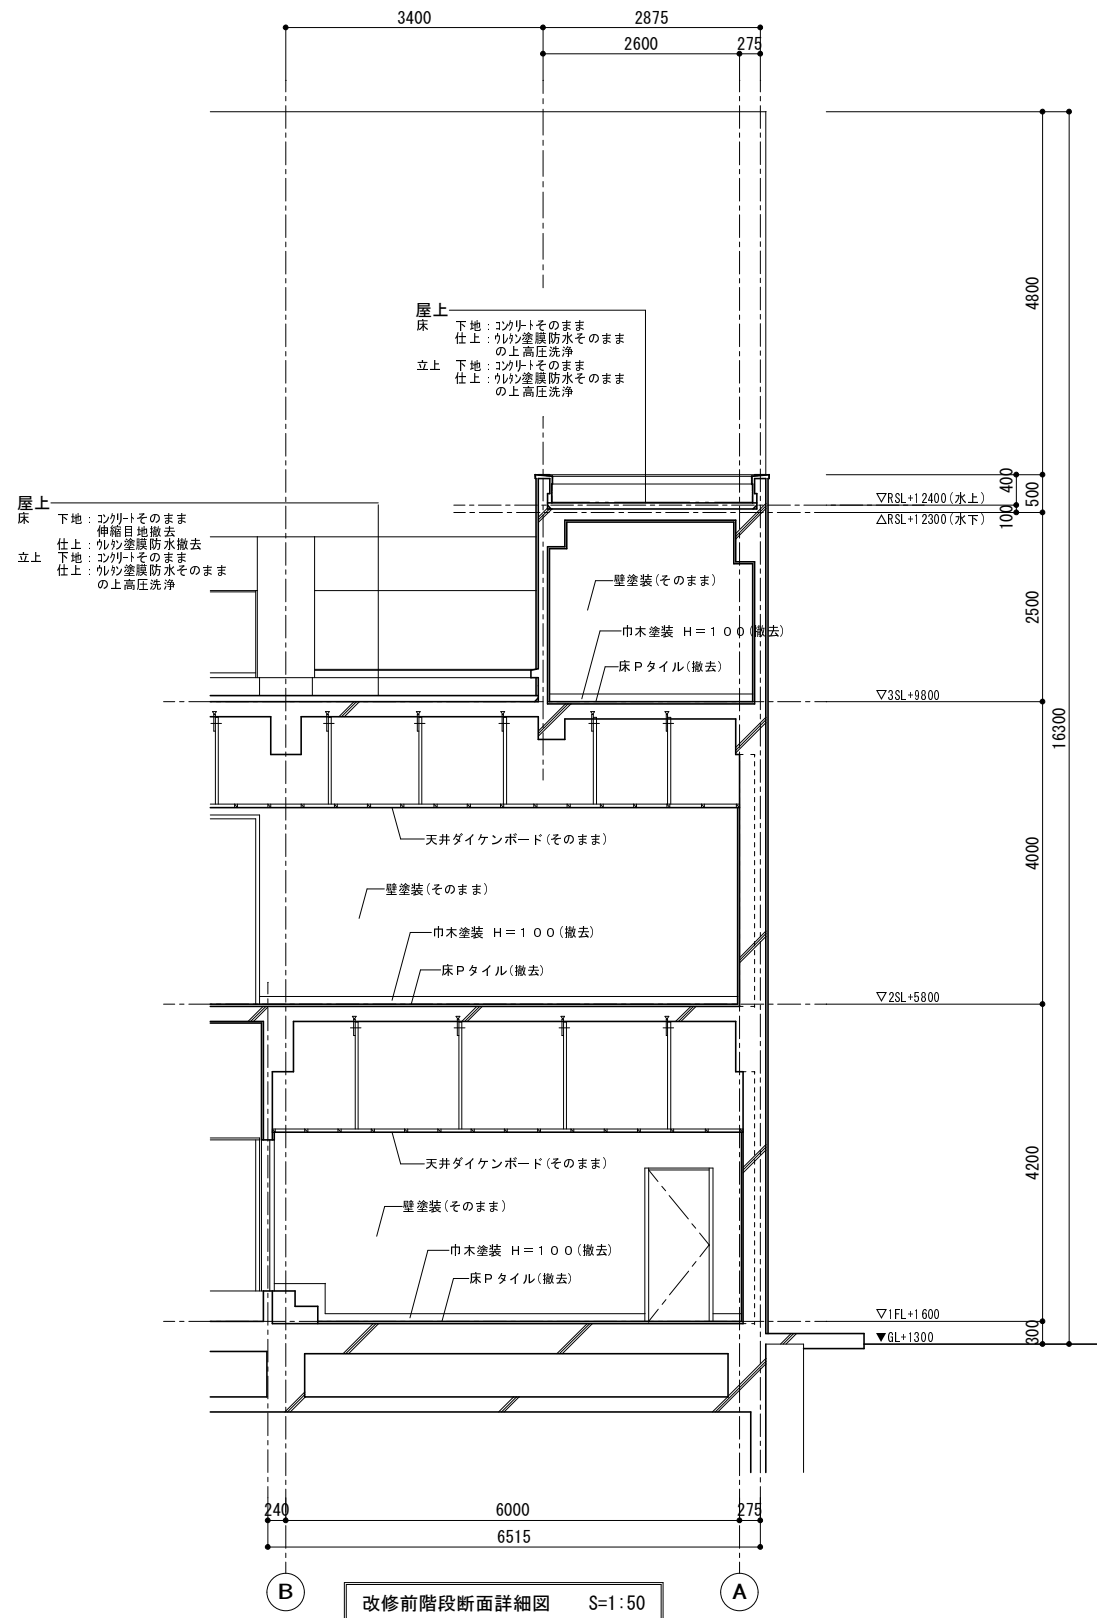 3400
2875
2600
275
4800
屋上
床 下地：コンクリートそのまま
仕上：ウレタン塗膜防水そのまま
の上高圧洗浄
立上 下地：コンクリートそのまま
仕上：ウレタン塗膜防水そのまま
の上高圧洗浄
400
500
100
▽RSL+12400(水上)
△RSL+12300(水下)
屋上
床 下地：コンクリートそのまま
伸縮目地撤去
仕上：ウレタン塗膜防水撤去
立上 下地：コンクリートそのまま
仕上：ウレタン塗膜防水そのまま
の上高圧洗浄
壁塗装(そのまま)
2500
巾木塗装 H=100(撤去)
床Pタイル(撤去)
▽3SL+9800
16300
天井ダイケンボード(そのまま)
4000
壁塗装(そのまま)
巾木塗装 H=100(撤去)
床Pタイル(撤去)
▽2SL+5800
天井ダイケンボード(そのまま)
4200
壁塗装(そのまま)
巾木塗装 H=100(撤去)
床Pタイル(撤去)
▽1FL+1600
▼GL+1300
300
240
6000
275
6515
B
A
改修前階段断面詳細図 S=1:50